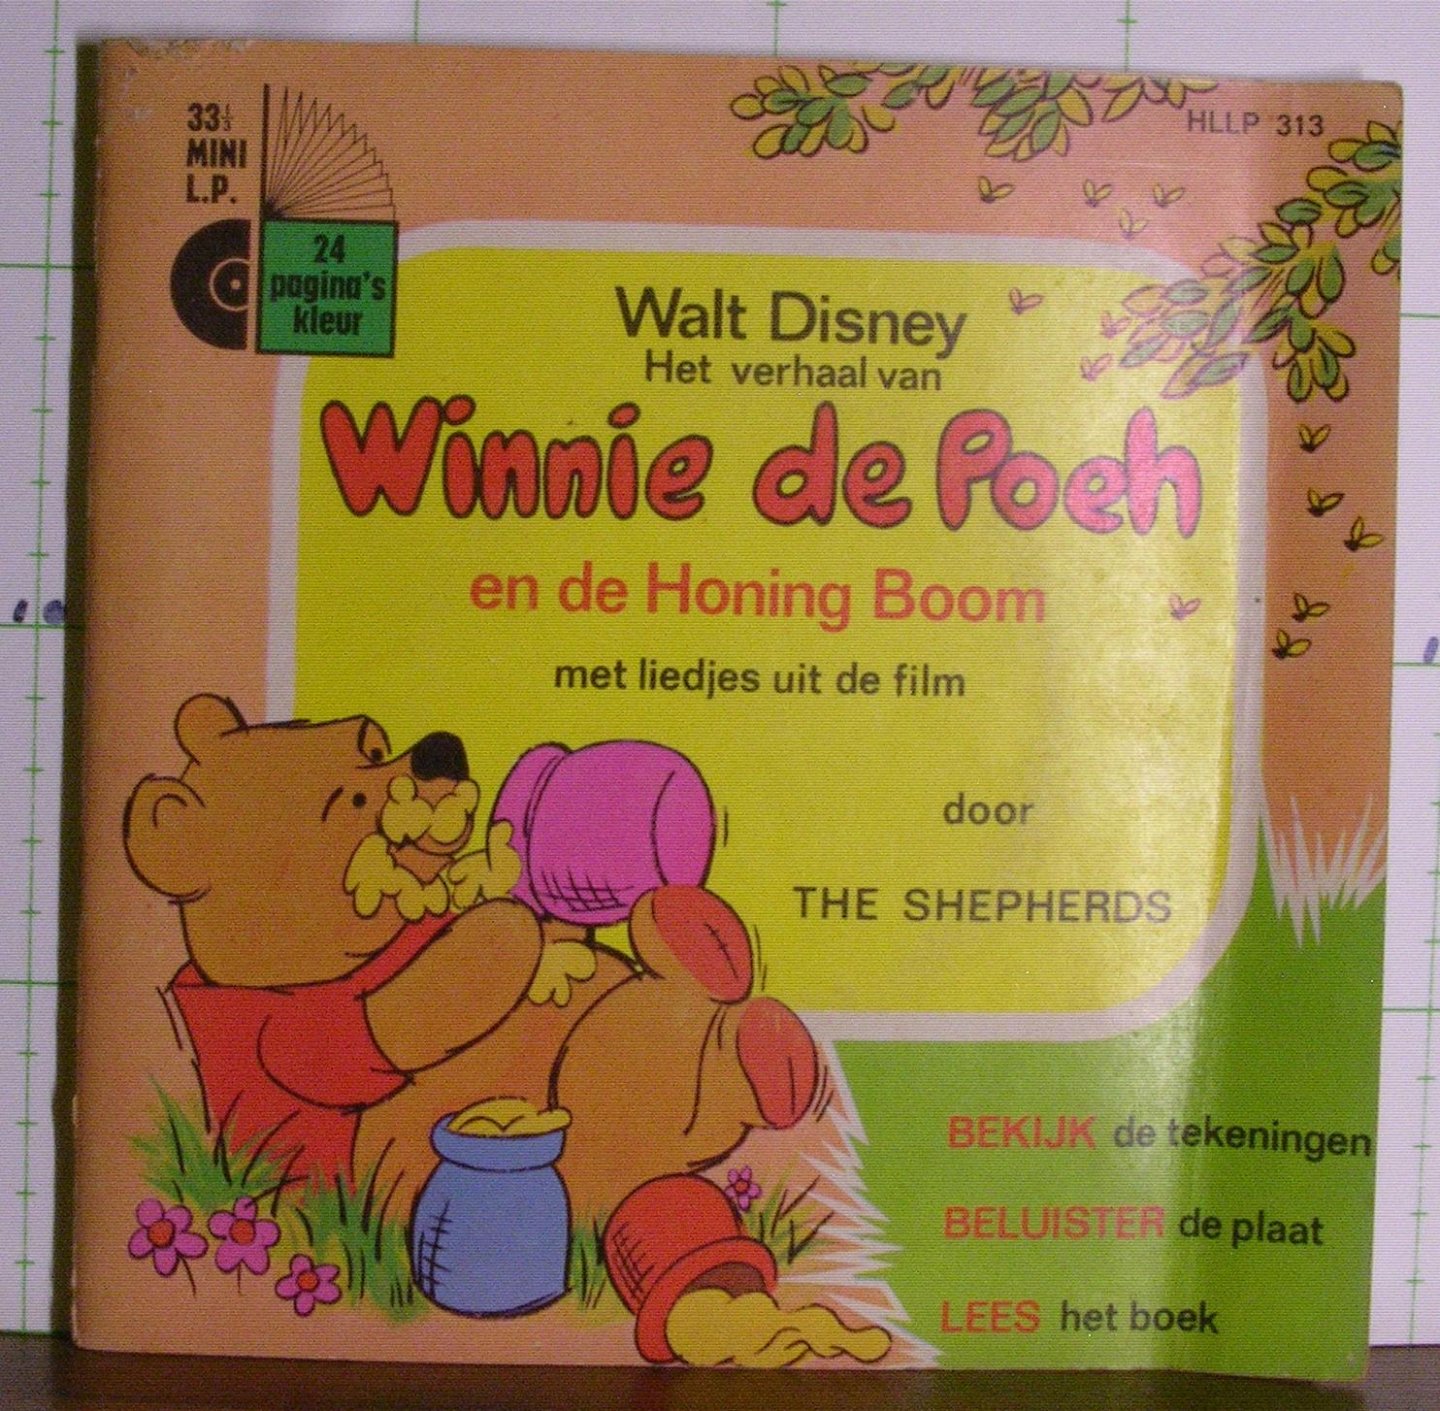 33⅓
MINI
L.P.
24
pagina's
kleur
HLLP 313
Walt Disney
Het verhaal van
Winnie de Poeh
en de Honing Boom
met liedjes uit de film
door
THE SHEPHERDS
BEKIJK de tekeningen
BELUISTER de plaat
LEES het boek